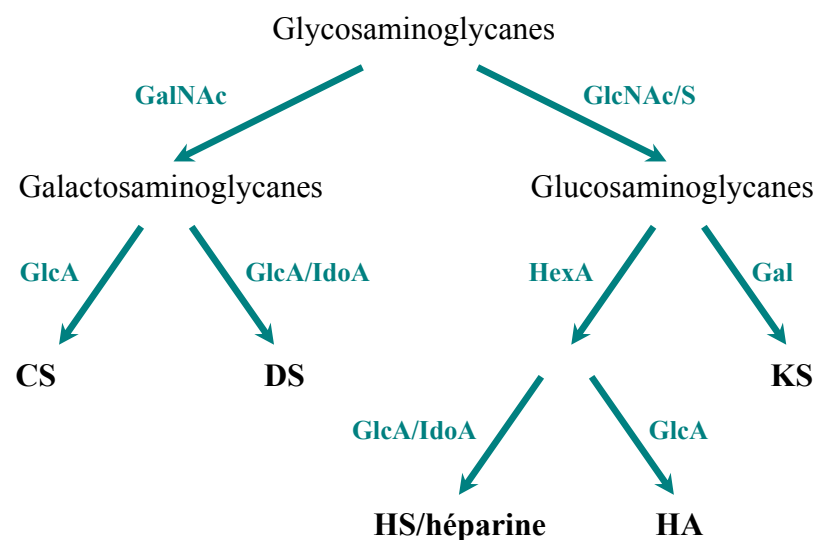 Glycosaminoglycanes
GalNAc
GlcNAc/S
Galactosaminoglycanes
Glucosaminoglycanes
GlcA
GlcA/IdoA
HexA
Gal
CS
DS
KS
GlcA/IdoA
GlcA
HS/héparine
HA